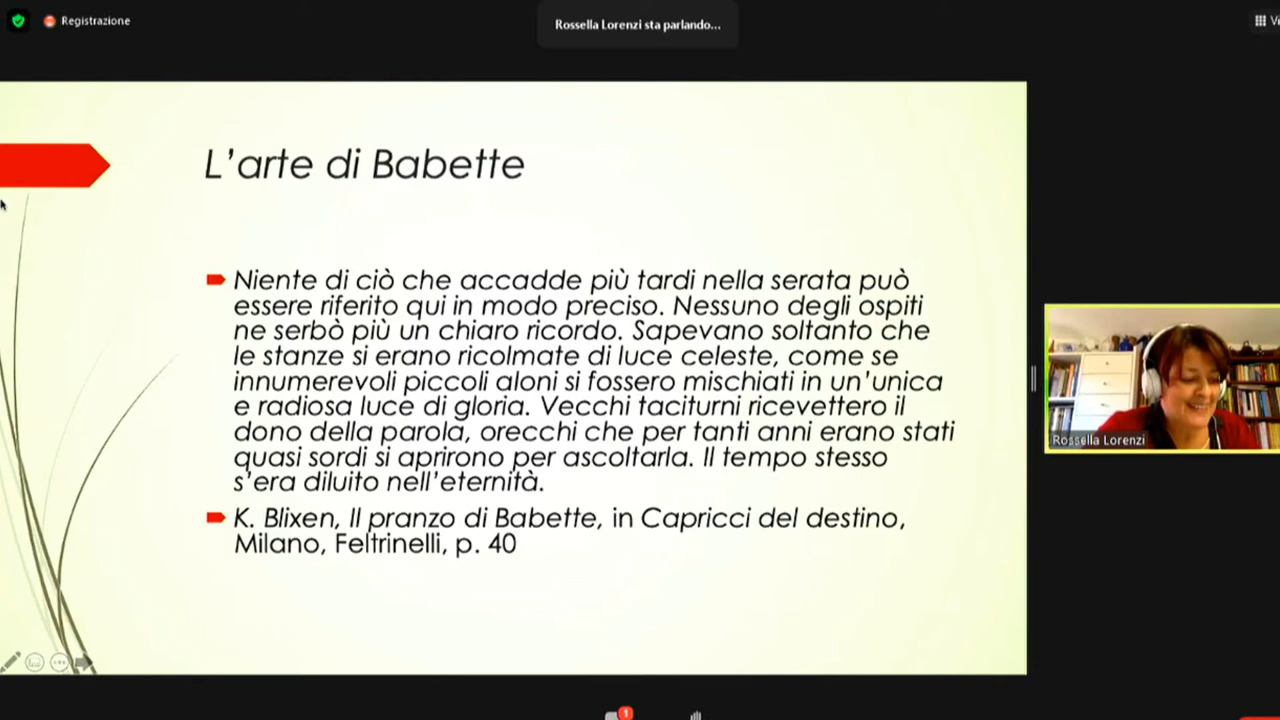 Registrazione
Rossella Lorenzi sta parlando...
L'arte di Babette
Niente di ciò che accadde più tardi nella serata può
essere riferito qui in modo preciso. Nessuno degli ospiti
ne serbò più un chiaro ricordo. Sapevano soltanto che
le stanze si erano ricolmate di luce celeste, come se
innumerevoli piccoli aloni si fossero mischiati in un'unica
e radiosa luce di gloria. Vecchi taciturni ricevettero il
dono della parola, orecchi che per tanti anni erano stati
quasi sordi si aprirono per ascoltarla. Il tempo stesso
s'era diluito nell'eternità.
K. Blixen, Il pranzo di Babette, in Capricci del destino,
Milano, Feltrinelli, p. 40
Rossella Lorenzi
1